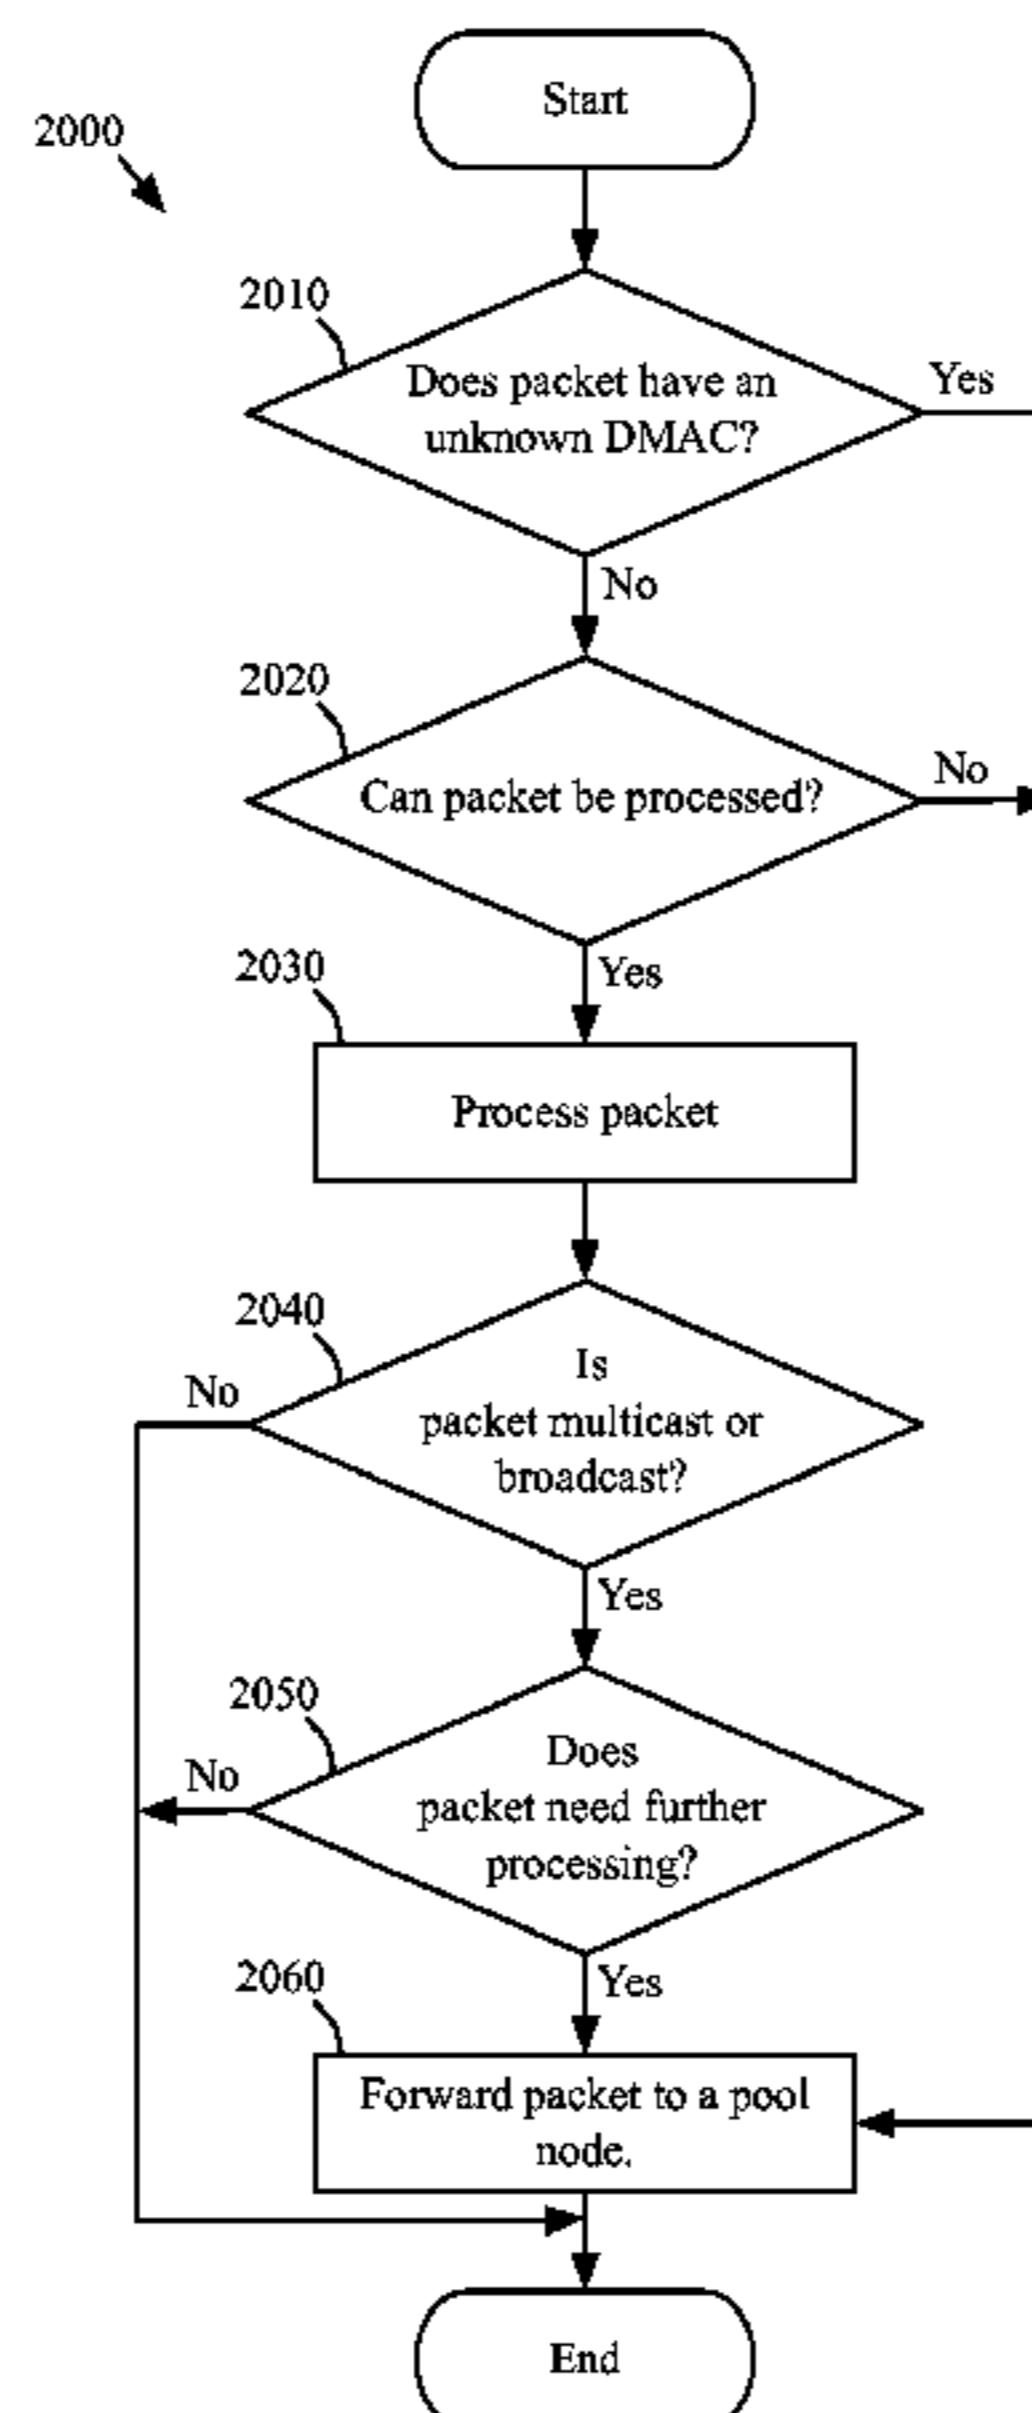 Start
2000
2010
Does packet have an
unknown DMAC?
Yes
No
2020
Can packet be processed?
No
Yes
2030
Process packet
2040
No
Is
packet multicast or
broadcast?
Yes
2050
No
Does
packet need further
processing?
Yes
2060
Forward packet to a pool
node.
End